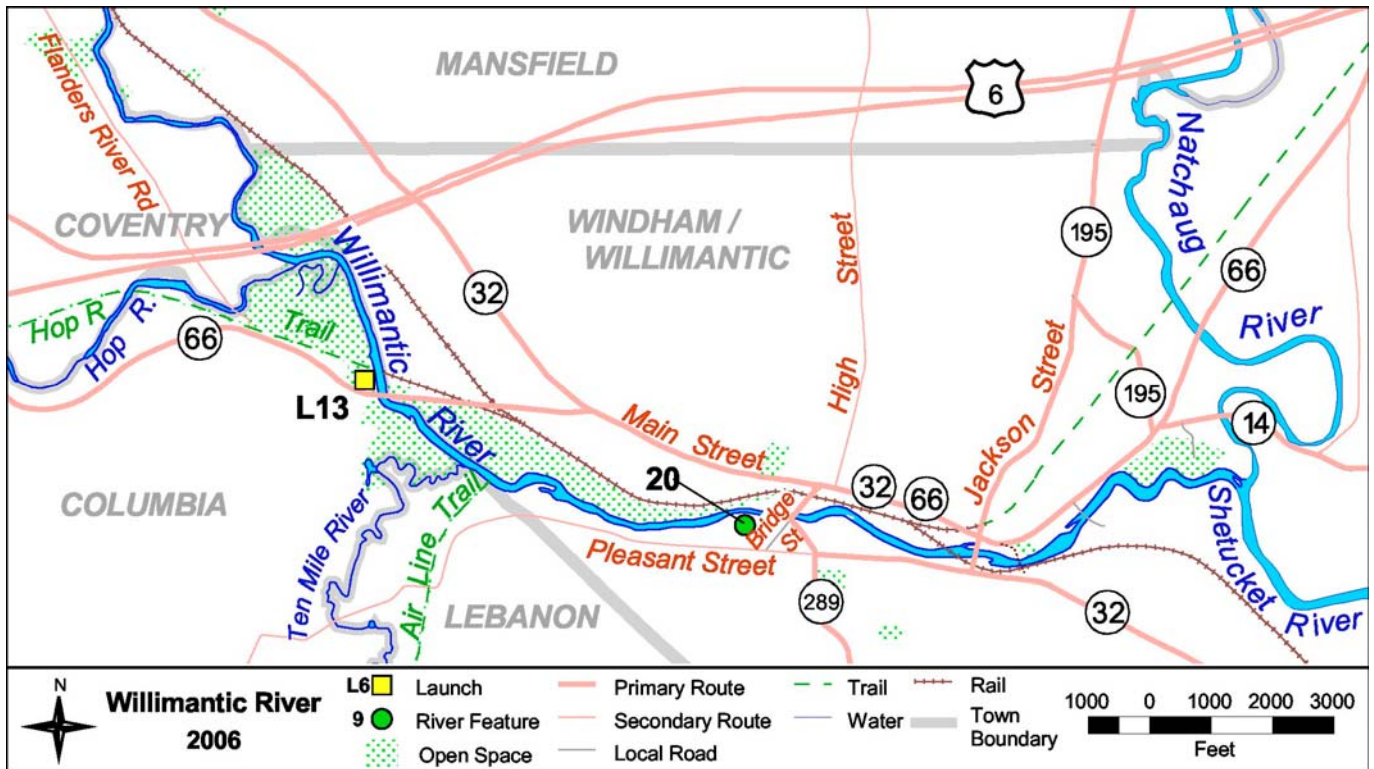 MANSFIELD
Flanders River Rd
6
Natchaug
COVENTRY
WINDHAM /
WILLIMANTIC
Willimantic
195
Street
66
32
River
Hop R.
Hop R.
Trail
66
L13
River
High
Jackson Street
195
14
Main Street
20
32
66
COLUMBIA
Ten Mile River
Air Line Trail
Bridge
St
Pleasant Street
Shetucket
River
LEBANON
289
32
N
Willimantic River
2006
L6 Launch
9 River Feature
Open Space
Primary Route
Secondary Route
Local Road
Trail
Water
Rail
Town
Boundary
1000 0 1000 2000 3000
Feet